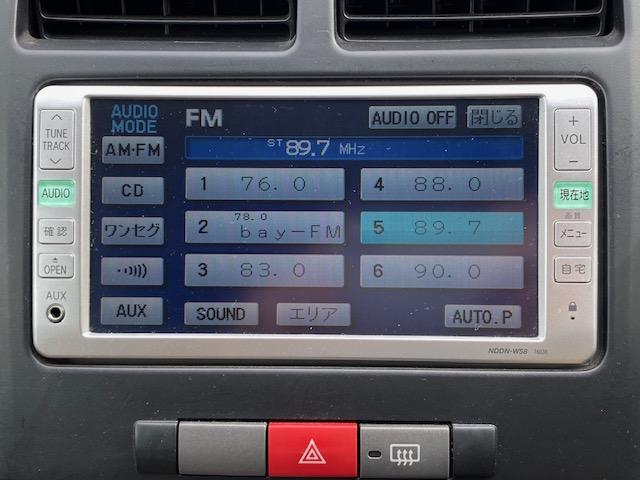 AUDIO MODE
FM
AUDIO OFF
閉じる
TUNE
TRACK
AM·FM
ST 89.7 MHz
+
VOL
−
AUDIO
CD
1 76.0
4 88.0
現在地
画質
確認
ワンセグ
2 78.0 bay-FM
5 89.7
メニュー
OPEN
3 83.0
6 90.0
自宅
AUX
AUX
SOUND
エリア
AUTO.P
NDDN-W58